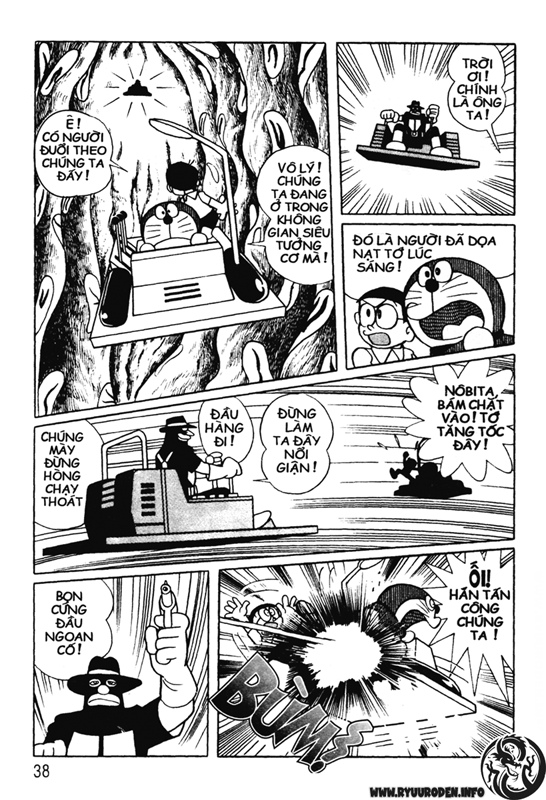 Ê!
CÓ NGƯỜI
ĐUỔI THEO
CHÚNG TA
ĐẤY!
VÔ LÝ!
CHÚNG
TA ĐANG
Ở TRONG
KHÔNG
GIAN SIÊU
TƯỞNG
CƠ MÀ!
TRỜI
ƠI!
CHÍNH
LÀ ÔNG
TA!
ĐÓ LÀ NGƯỜI ĐÃ DỌA
NẠT TỚ LÚC
SÁNG!
CHÚNG
MÀY
ĐỪNG
HÒNG
CHẠY
THOÁT
ĐẦU
HÀNG
ĐI!
ĐỪNG
LÀM
TA ĐÂY
NỔI
GIẬN!
NÔBITA,
BÁM CHẶT
VÀO! TỚ
TĂNG TỐC
ĐÂY!
BỌN
CỨNG
ĐẦU
NGOAN
CỐ!
ỐI!
HẮN TẤN
CÔNG
CHÚNG
TA!
BÙM!
38
WWW.RYUURODEN.INFO